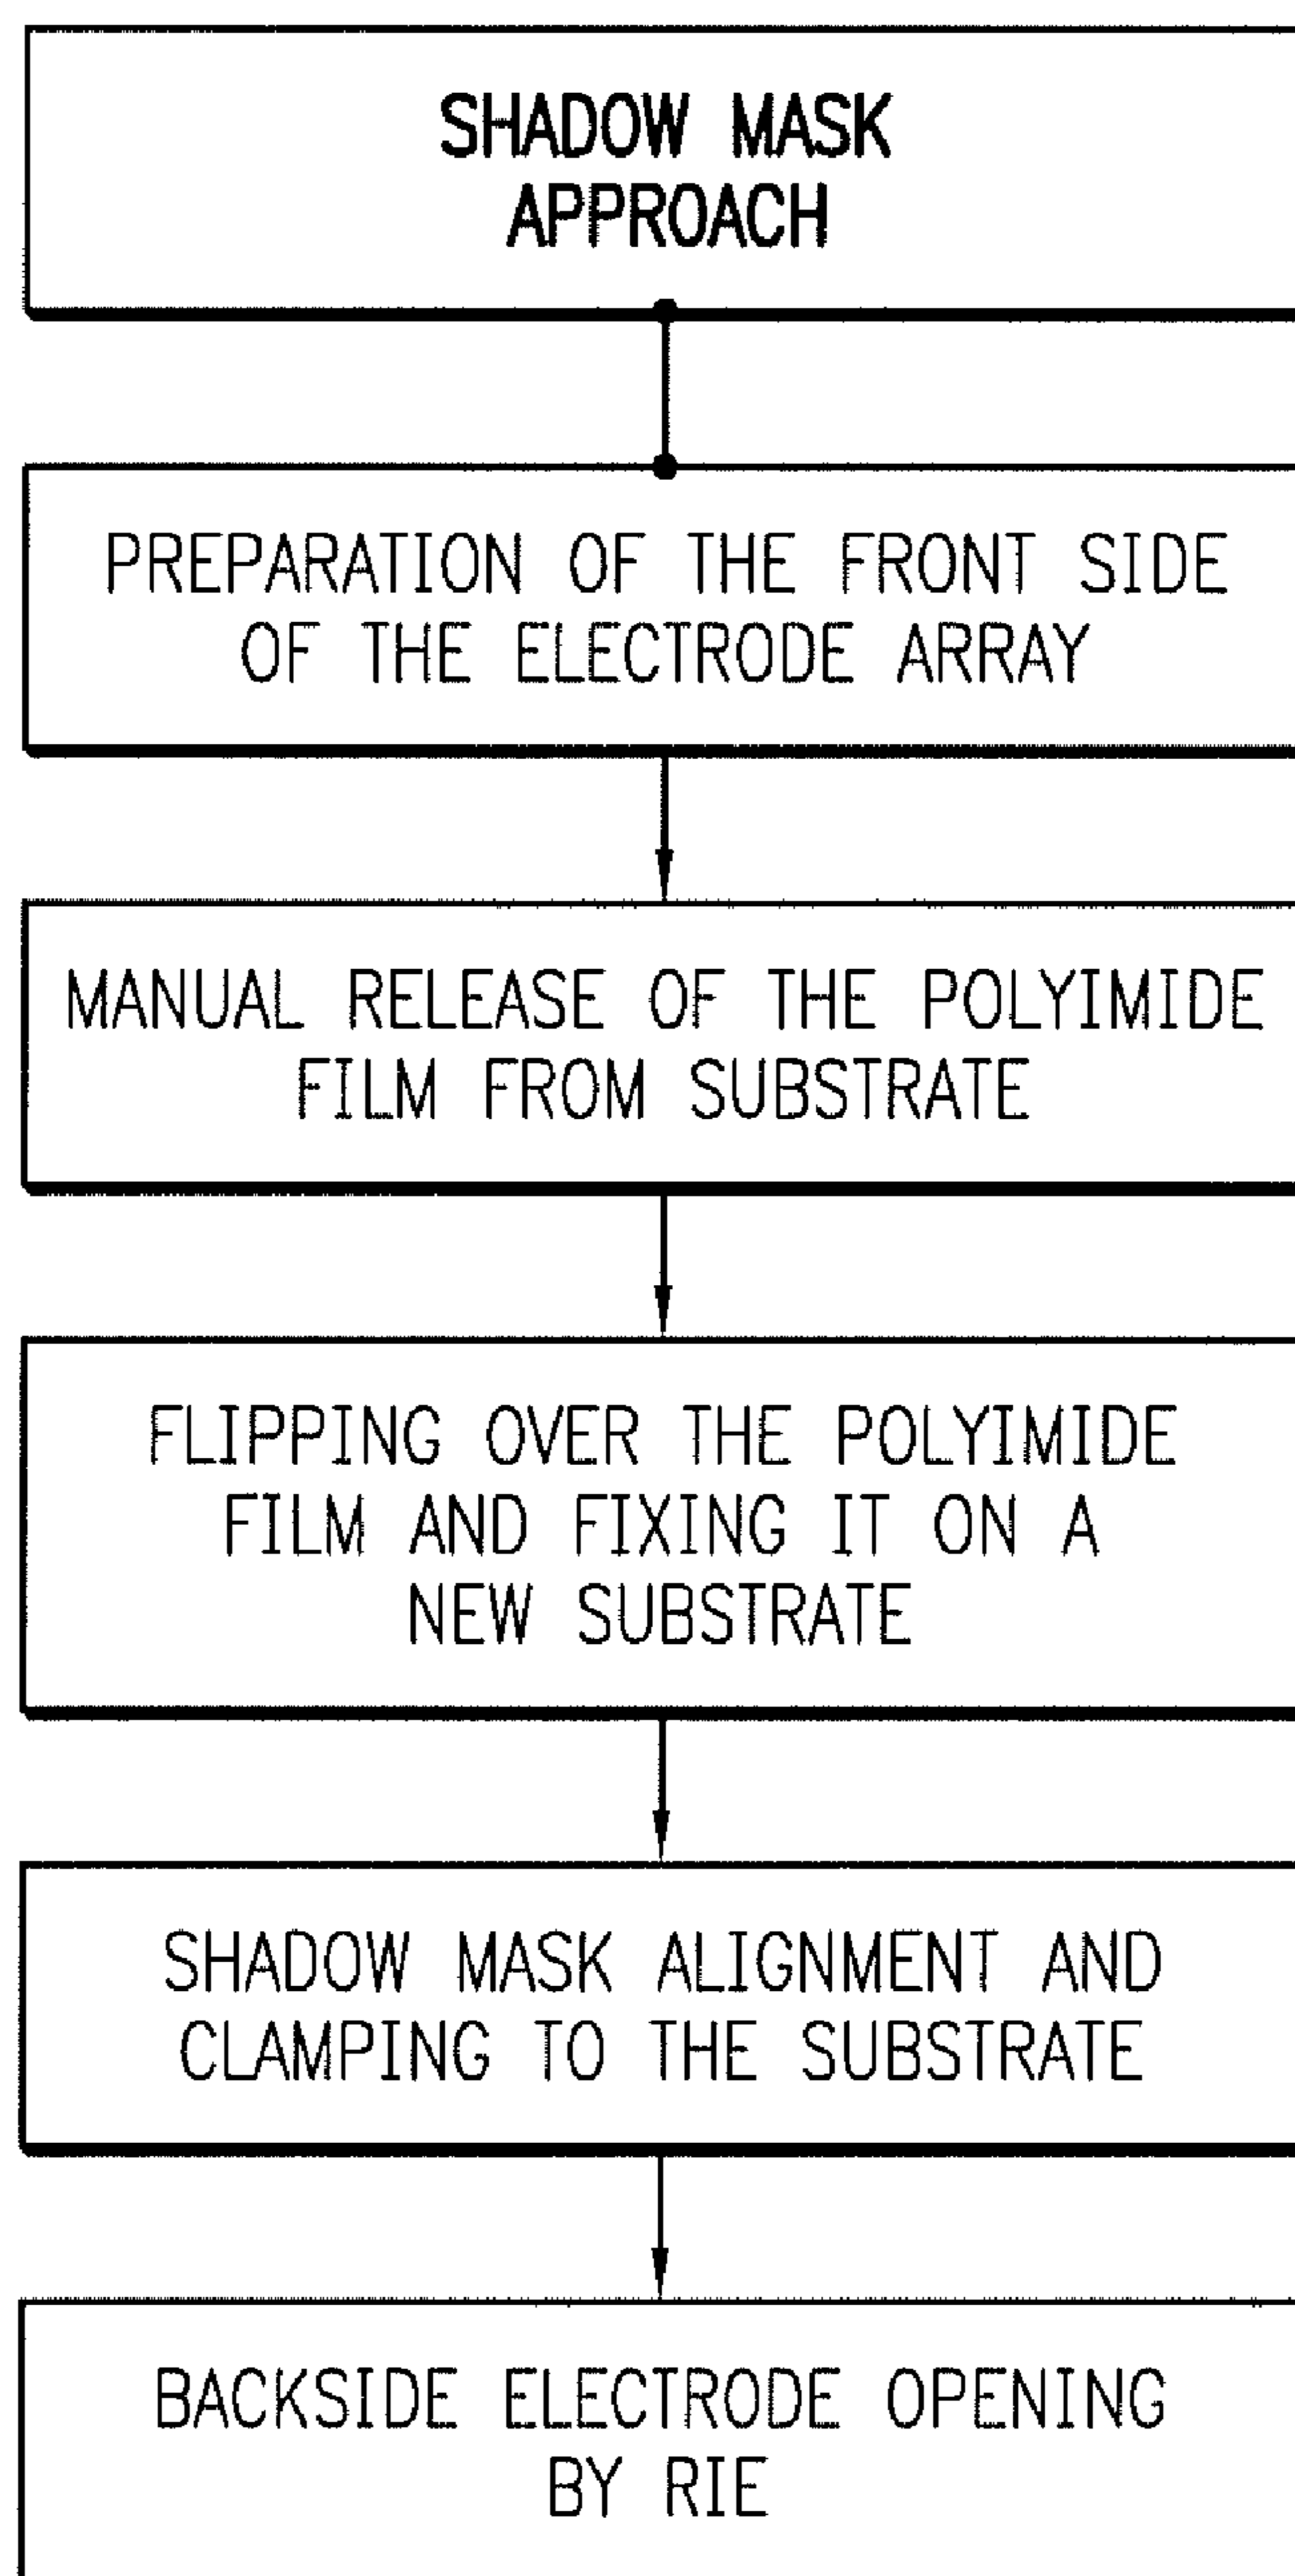 SHADOW MASK
APPROACH
PREPARATION OF THE FRONT SIDE
OF THE ELECTRODE ARRAY
MANUAL RELEASE OF THE POLYIMIDE
FILM FROM SUBSTRATE
FLIPPING OVER THE POLYIMIDE
FILM AND FIXING IT ON A
NEW SUBSTRATE
SHADOW MASK ALIGNMENT AND
CLAMPING TO THE SUBSTRATE
BACKSIDE ELECTRODE OPENING
BY RIE